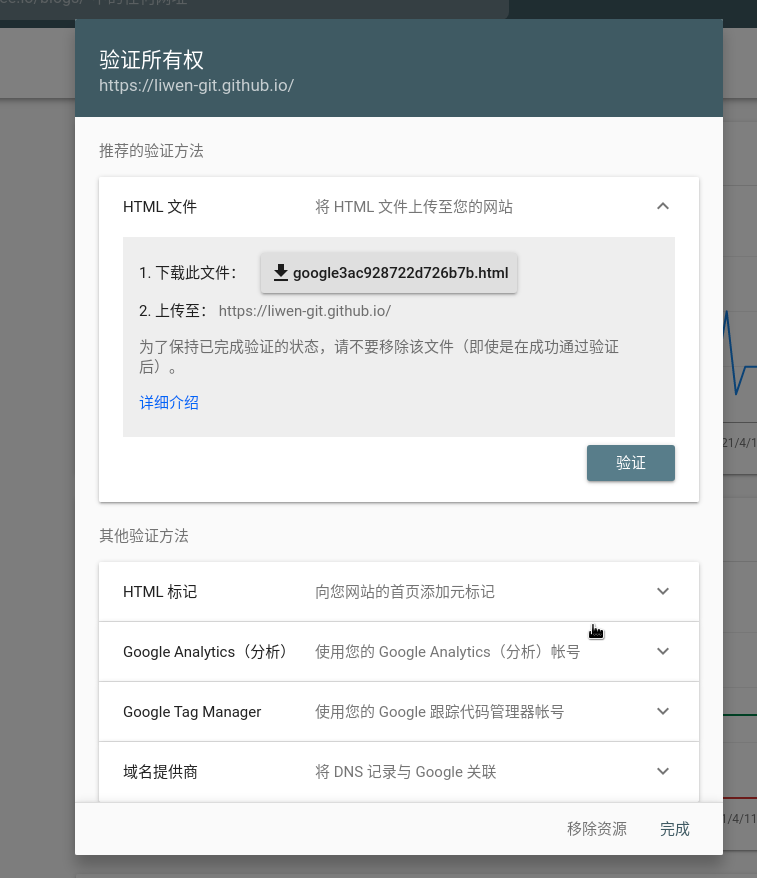 验证所有权
https://liwen-git.github.io/
推荐的验证方法
HTML 文件 将 HTML 文件上传至您的网站
1. 下载此文件： google3ac928722d726b7b.html
2. 上传至： https://liwen-git.github.io/
为了保持已完成验证的状态，请不要移除该文件（即使是在成功通过验证
后）。
详细介绍
21/4/1
验证
其他验证方法
HTML 标记 向您网站的首页添加元标记
Google Analytics（分析） 使用您的 Google Analytics（分析）帐号
Google Tag Manager 使用您的 Google 跟踪代码管理器帐号
域名提供商 将 DNS 记录与 Google 关联
1/4/11
移除资源 完成